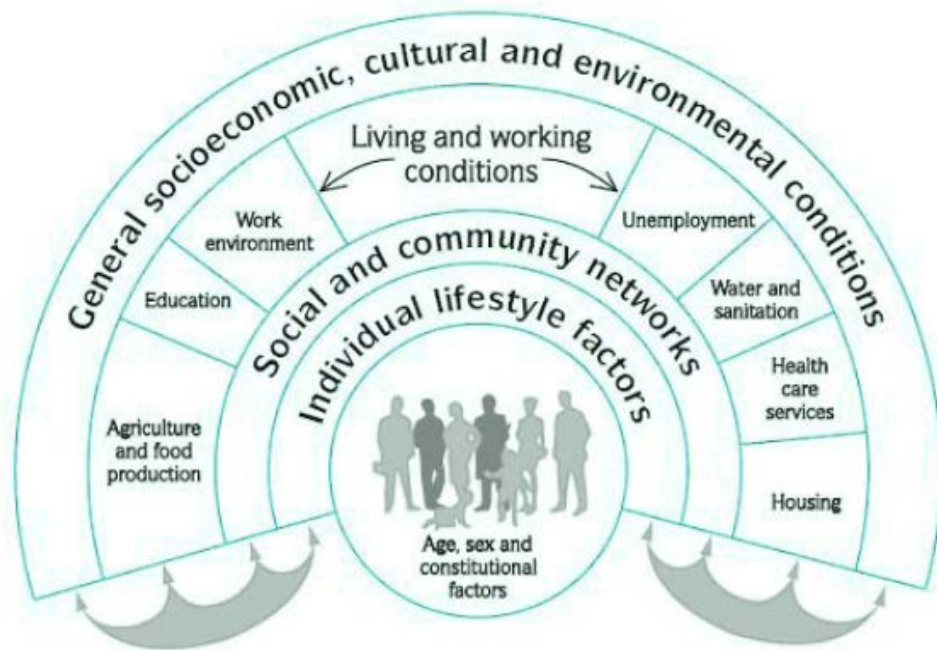 General socioeconomic, cultural and environmental conditions
Living and working
conditions
Work
environment
Unemployment
Education
Water and
sanitation
Agriculture
and food
production
Health
care
services
Housing
Social and community networks
Individual lifestyle factors
Age, sex and
constitutional
factors